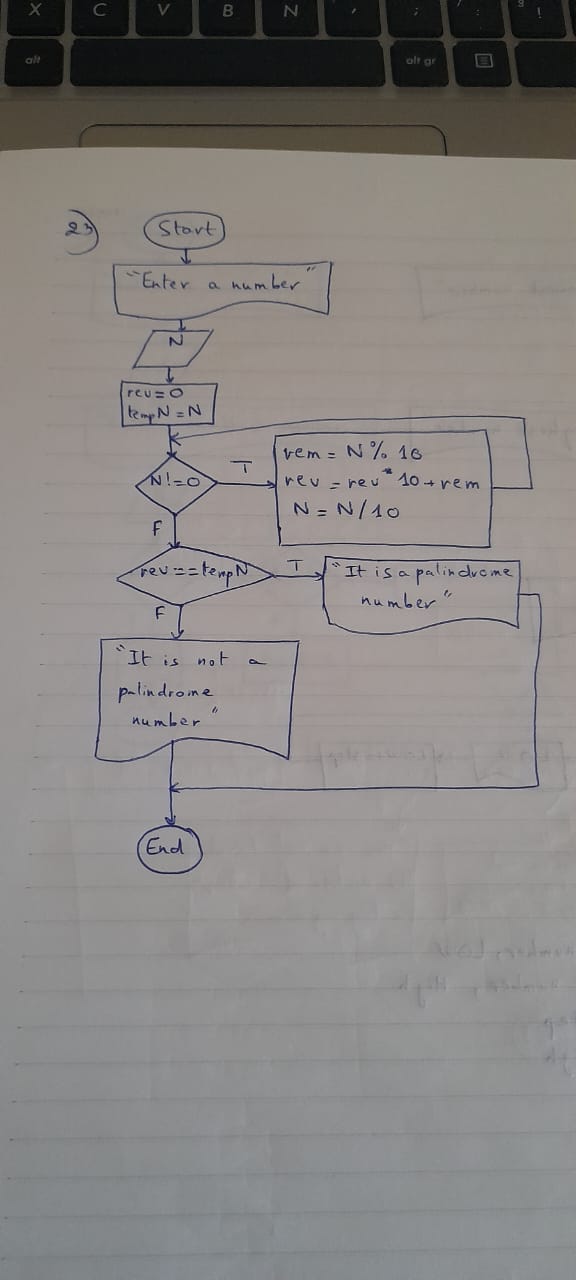 X C V B N , ; : !
alt alt gr
23
Start
"Enter a number"
N
rev=0
tempN=N
N!=0
T
rem = N % 10
rev = rev * 10 + rem
N = N/10
F
rev==tempN
T
"It is a palindrome
number"
F
"It is not a
palindrome
number"
End